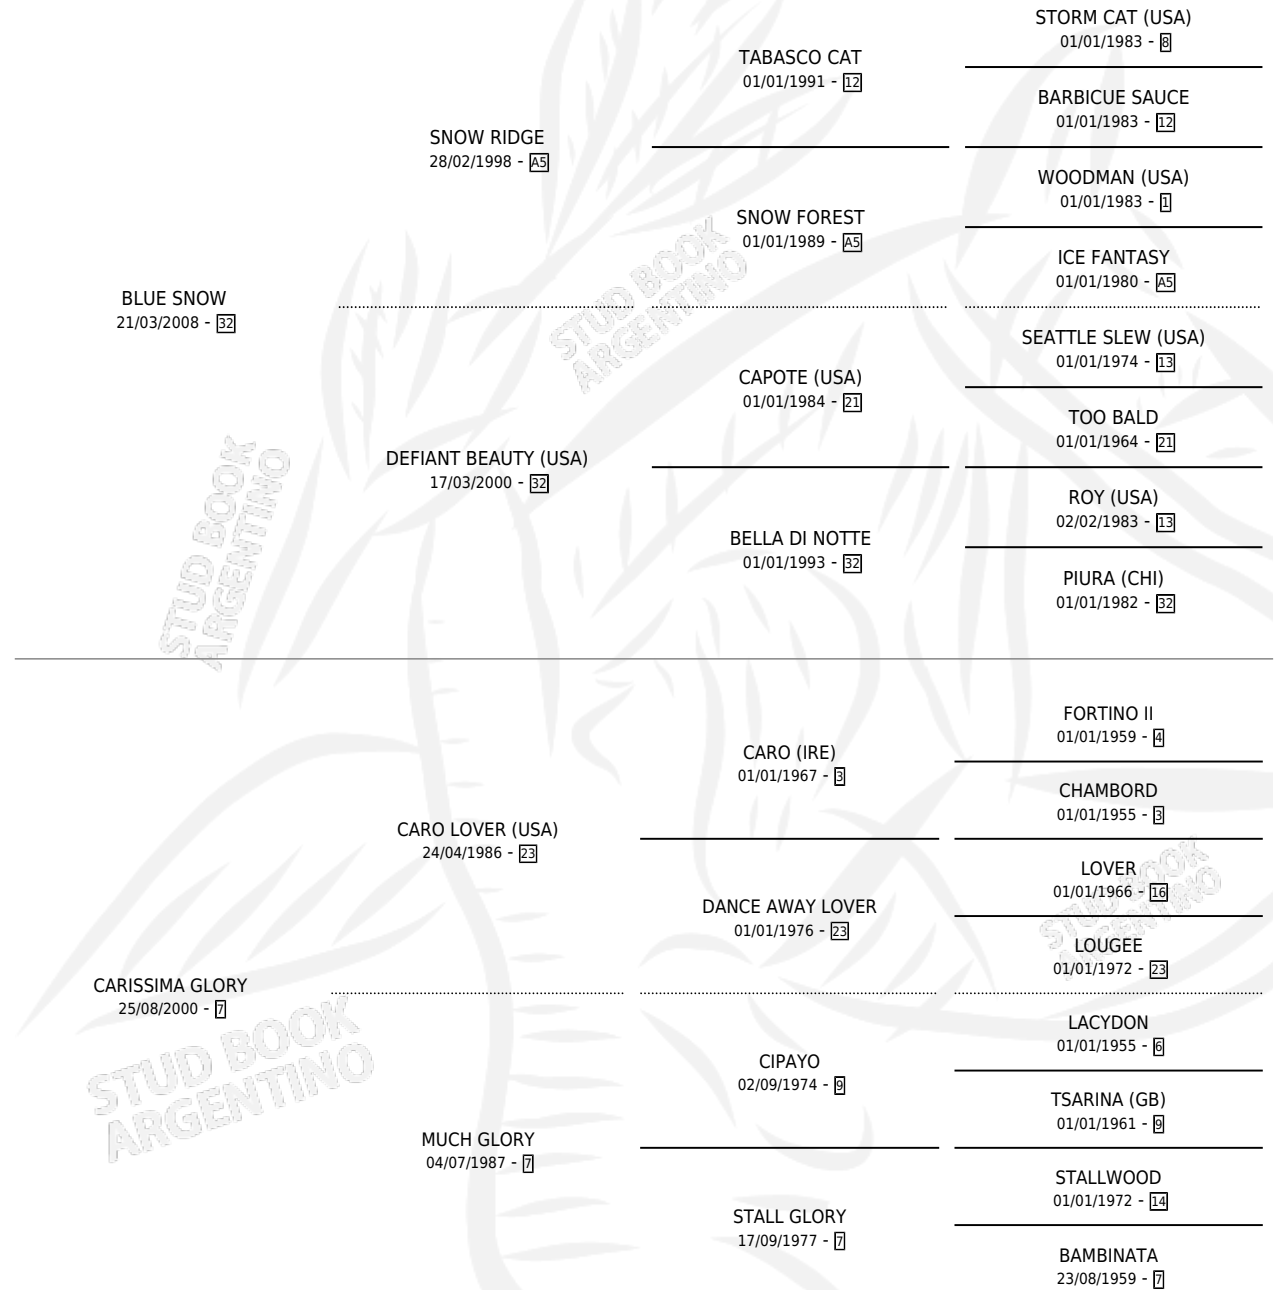 STORM CAT (USA)
01/01/1983 - 8
TABASCO CAT
01/01/1991 - 12
BARBICUE SAUCE
01/01/1983 - 12
SNOW RIDGE
28/02/1998 - A5
WOODMAN (USA)
01/01/1983 - 1
SNOW FOREST
01/01/1989 - A5
ICE FANTASY
01/01/1980 - A5
BLUE SNOW
21/03/2008 - 32
SEATTLE SLEW (USA)
01/01/1974 - 13
CAPOTE (USA)
01/01/1984 - 21
TOO BALD
01/01/1964 - 21
DEFIANT BEAUTY (USA)
17/03/2000 - 32
ROY (USA)
02/02/1983 - 13
BELLA DI NOTTE
01/01/1993 - 32
PIURA (CHI)
01/01/1982 - 32
FORTINO II
01/01/1959 - 4
CARO (IRE)
01/01/1967 - 3
CHAMBORD
01/01/1955 - 3
CARO LOVER (USA)
24/04/1986 - 23
LOVER
01/01/1966 - 16
DANCE AWAY LOVER
01/01/1976 - 23
LOUGEE
01/01/1972 - 23
CARISSIMA GLORY
25/08/2000 - 7
LACYDON
01/01/1955 - 6
CIPAYO
02/09/1974 - 9
TSARINA (GB)
01/01/1961 - 9
MUCH GLORY
04/07/1987 - 7
STALLWOOD
01/01/1972 - 14
STALL GLORY
17/09/1977 - 7
BAMBINATA
23/08/1959 - 7
STUD BOOK
ARGENTINO
STUD BOOK
ARGENTINO
STUD BOOK
ARGENTINO
STUD BOOK
ARGENTINO